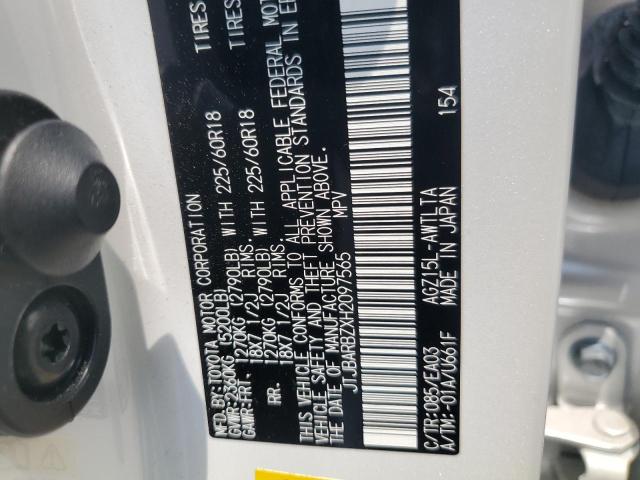 MFD.BY:TOYOTA MOTOR CORPORATION
GVWR:2360KG (5200LB)
GAWR:FRT. 1270KG (2790LB) WITH 225/60R18 TIRES
18X7 1/2J RIMS.
RR. 1270KG (2790LB) WITH 225/60R18 TIRES
18X7 1/2J RIMS.
THIS VEHICLE CONFORMS TO ALL APPLICABLE FEDERAL MOT
VEHICLE SAFETY AND THEFT PREVENTION STANDARDS IN EF
THE DATE OF MANUFACTURE SHOWN ABOVE.
JTJBARBZXH2097565
MPV
C/TR:085/EA03 AGZ15L-AWTLTA 154
A/TM:-01A/U661F MADE IN JAPAN